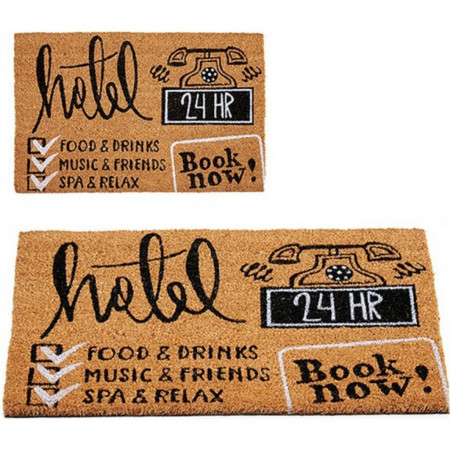 hotel
24 HR
FOOD & DRINKS
MUSIC & FRIENDS
SPA & RELAX
Book
now!
hotel
24 HR
FOOD & DRINKS
MUSIC & FRIENDS
SPA & RELAX
Book
now!